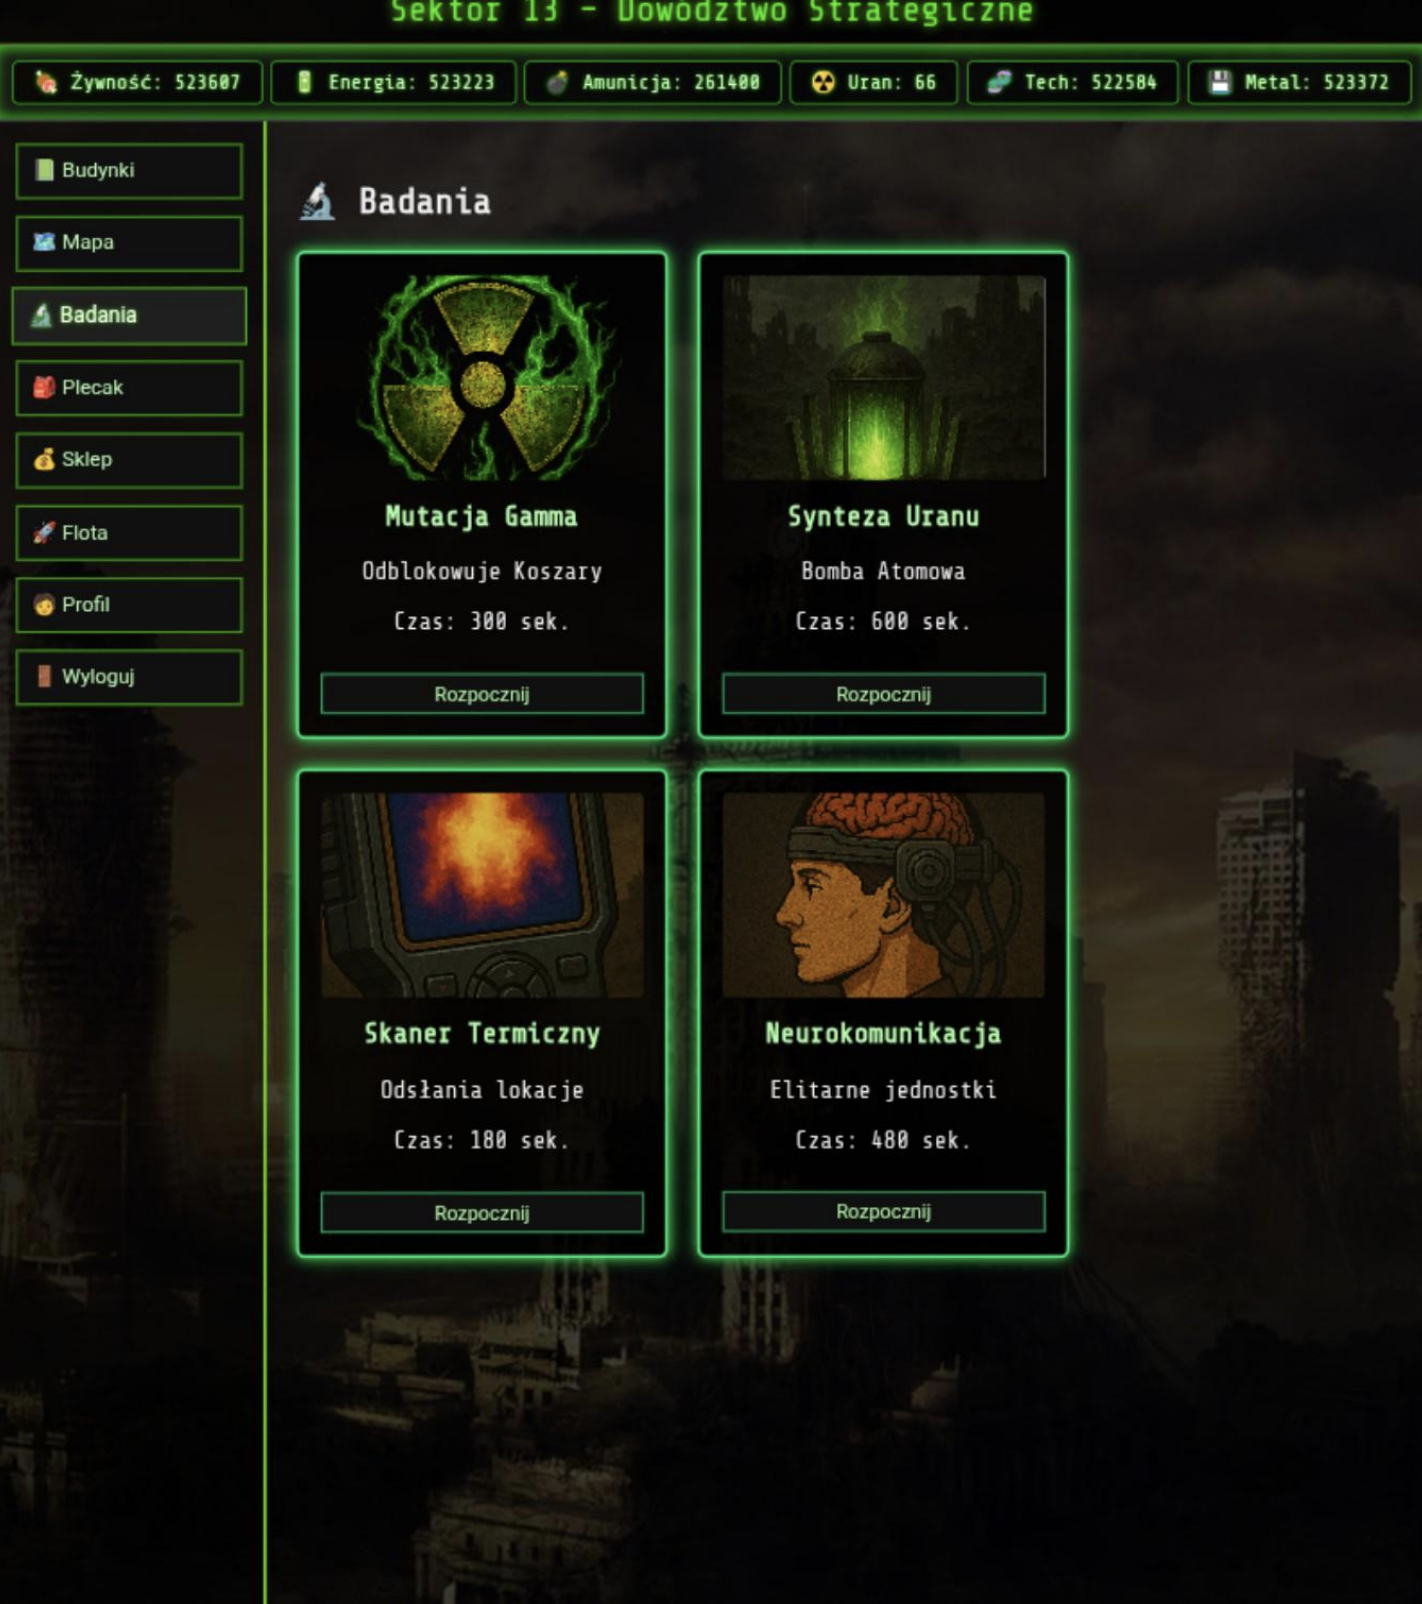 Sektor 13 – Dowództwo Strategiczne
Żywność: 523607
Energia: 523223
Amunicja: 261400
Uran: 66
Tech: 522584
Metal: 523372
Budynki
Mapa
Badania
Plecak
Sklep
Flota
Profil
Wyloguj
Badania
Mutacja Gamma
Odblokowuje Koszary
Czas: 300 sek.
Rozpocznij
Synteza Uranu
Bomba Atomowa
Czas: 600 sek.
Rozpocznij
Skaner Termiczny
Odsłania lokacje
Czas: 180 sek.
Rozpocznij
Neurokomunikacja
Elitarne jednostki
Czas: 480 sek.
Rozpocznij